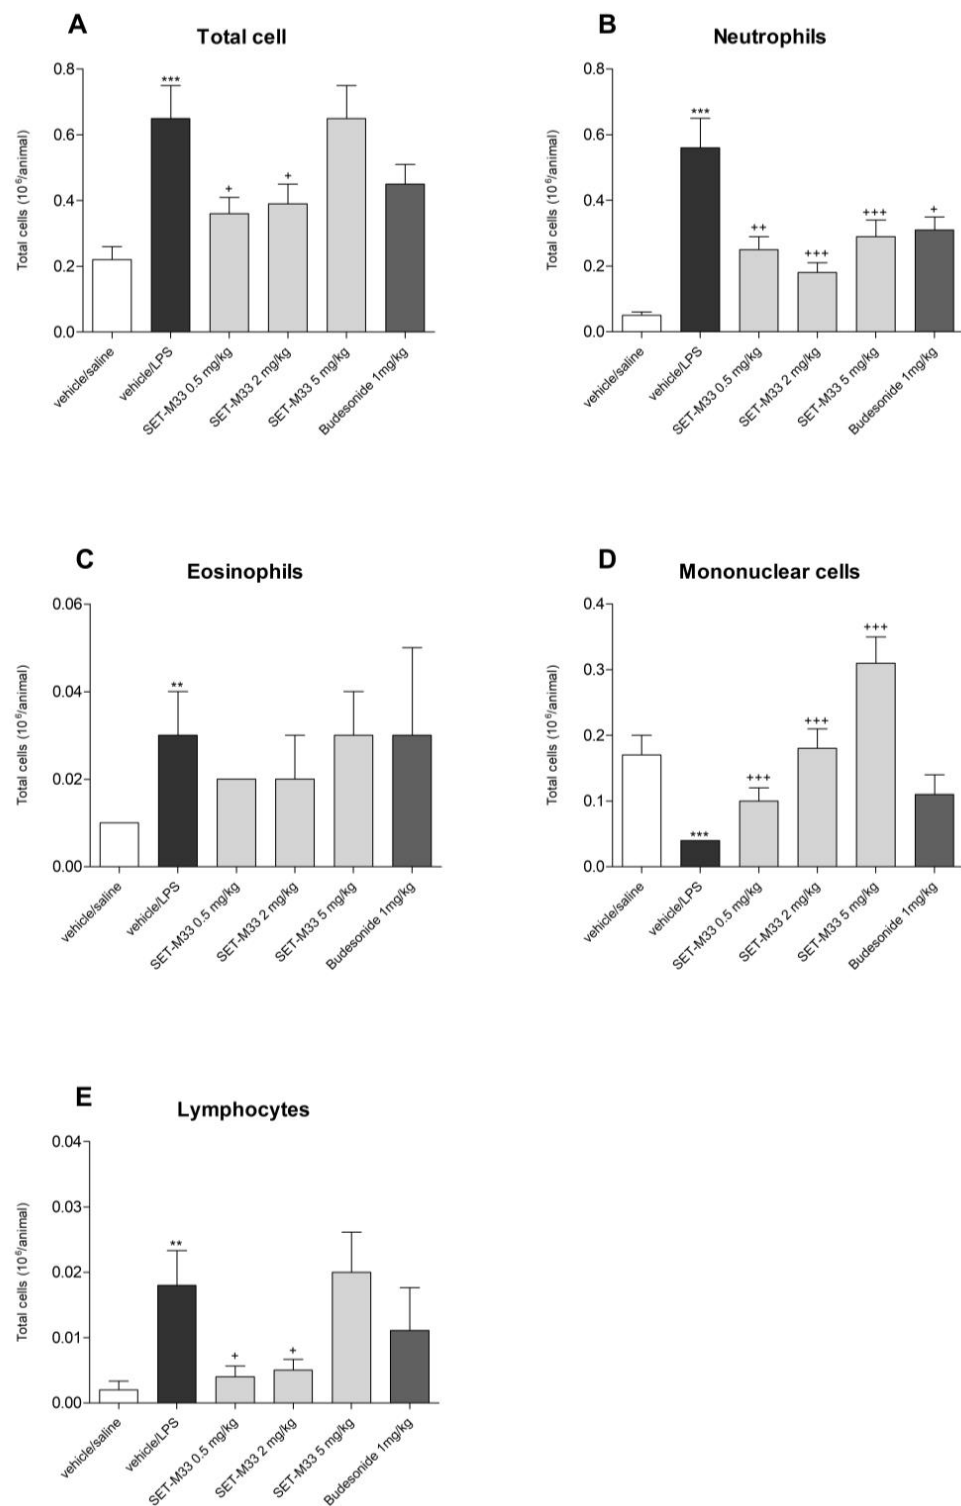 A
Total cell
Total cells (10⁶/animal)
0.8
0.6
0.4
0.2
0.0
***
+
+
vehicle/saline
vehicle/LPS
SET-M33 0.5 mg/kg
SET-M33 2 mg/kg
SET-M33 5 mg/kg
Budesonide 1mg/kg
B
Neutrophils
Total cells (10⁶/animal)
0.8
0.6
0.4
0.2
0.0
***
++
+++
+++
+
vehicle/saline
vehicle/LPS
SET-M33 0.5 mg/kg
SET-M33 2 mg/kg
SET-M33 5 mg/kg
Budesonide 1mg/kg
C
Eosinophils
Total cells (10⁶/animal)
0.06
0.04
0.02
0.00
**
vehicle/saline
vehicle/LPS
SET-M33 0.5 mg/kg
SET-M33 2 mg/kg
SET-M33 5 mg/kg
Budesonide 1mg/kg
D
Mononuclear cells
Total cells (10⁶/animal)
0.4
0.3
0.2
0.1
0.0
***
+++
+++
+++
vehicle/saline
vehicle/LPS
SET-M33 0.5 mg/kg
SET-M33 2 mg/kg
SET-M33 5 mg/kg
Budesonide 1mg/kg
E
Lymphocytes
Total cells (10⁶/animal)
0.04
0.03
0.02
0.01
0.00
**
+
+
vehicle/saline
vehicle/LPS
SET-M33 0.5 mg/kg
SET-M33 2 mg/kg
SET-M33 5 mg/kg
Budesonide 1mg/kg